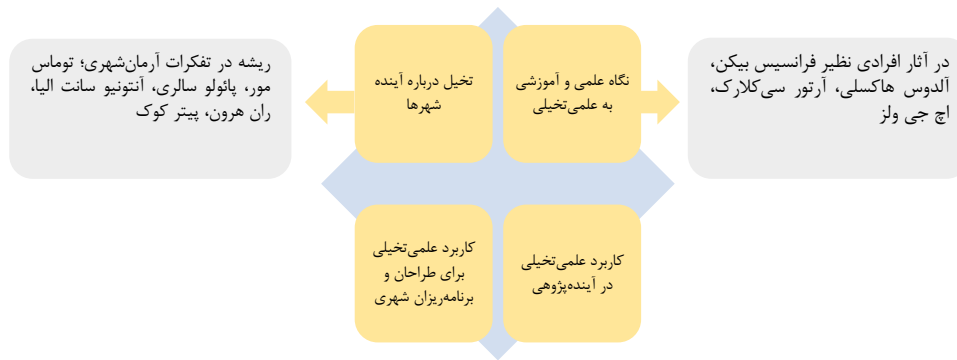 در آثار افرادی نظیر فرانسیس بیکن،
آلدوس هاکسلی، آرتور سی‌کلارک،
اچ جی ولز
نگاه علمی و آموزشی
به علمی‌تخیلی
تخیل درباره آینده
شهرها
ریشه در تفکرات آرمان‌شهری؛ توماس
مور، پائولو سالری، آنتونیو سانت الیا،
ران هرون، پیتر کوک
کاربرد علمی‌تخیلی
در آینده‌پژوهی
کاربرد علمی‌تخیلی
برای طراحان و
برنامه‌ریزان شهری